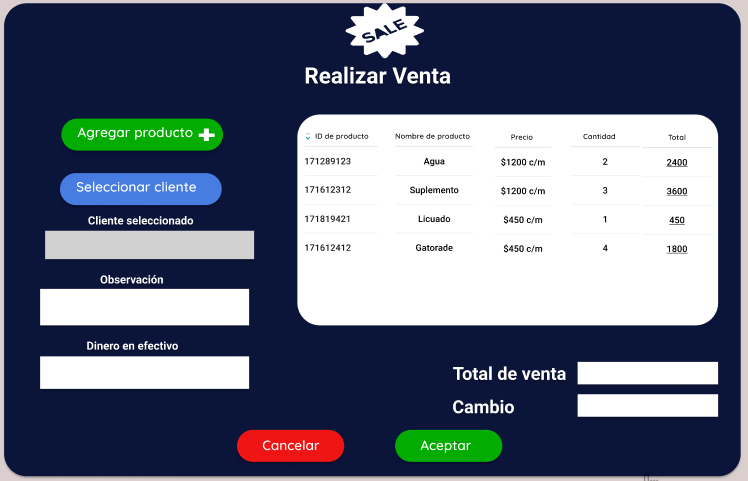 SALE
Realizar Venta
Agregar producto
Seleccionar cliente
Cliente seleccionado
Observación
Dinero en efectivo
ID de producto Nombre de producto Precio Cantidad Total
171289123 Agua $1200 c/m 2 2400
171612312 Suplemento $1200 c/m 3 3600
171819421 Licuado $450 c/m 1 450
171612412 Gatorade $450 c/m 4 1800
Total de venta
Cambio
Cancelar Aceptar